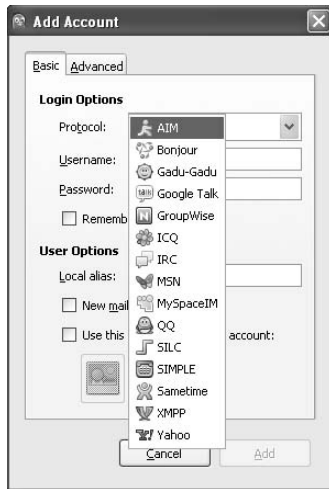 Add Account
Basic Advanced
Login Options
Protocol: AIM
Bonjour
Username:
Gadu-Gadu
Password:
talk Google Talk
Rememb
GroupWise
ICQ
User Options
IRC
Local alias:
MSN
New mail
MySpaceIM
QQ
Use this account:
SILC
SIMPLE
Sametime
XMPP
Yahoo
Cancel Add